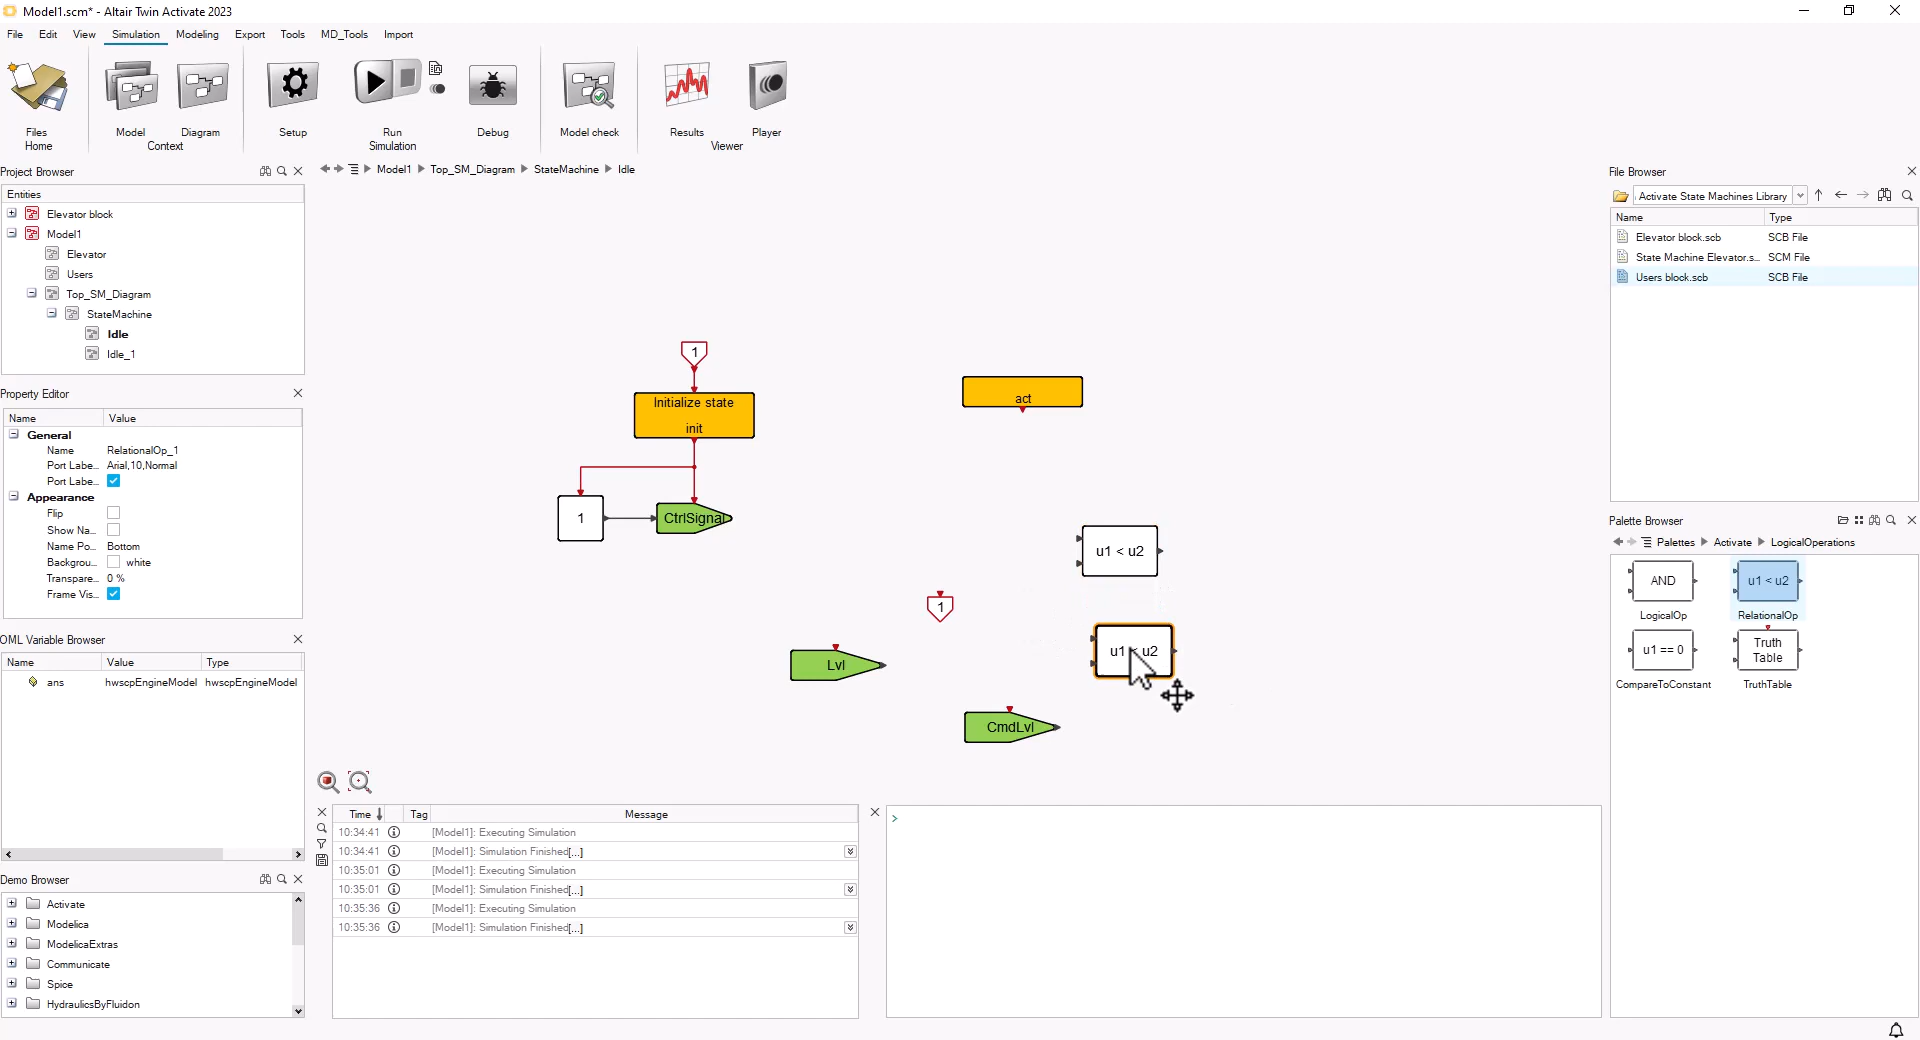 Model1.scm* - Altair Twin Activate 2023
File Edit View Simulation Modeling Export Tools MD_Tools Import
Files Model Diagram Setup Run Debug Model check Results Player
Home Context Simulation Viewer
Project Browser
Entities
Elevator block
Model1
Elevator
Users
Top_SM_Diagram
StateMachine
Idle
Idle_1
Property Editor
Name Value
General
Name RelationalOp_1
Port Labe... Arial,10,Normal
Port Labe...
Appearance
Flip
Show Na...
Name Po... Bottom
Backgrou... white
Transpare... 0 %
Frame Vis...
OML Variable Browser
Name Value Type
ans hwscpEngineModel hwscpEngineModel
Demo Browser
Activate
Modelica
ModelicaExtras
Communicate
Spice
HydraulicsByFluidon
Model1 Top_SM_Diagram StateMachine Idle
1
Initialize state
init
act
1
CtrlSignal
u1 < u2
1
Lvl
u1 < u2
CmdLvl
Time Tag Message
10:34:41 [Model1]: Executing Simulation
10:34:41 [Model1]: Simulation Finished[...]
10:35:01 [Model1]: Executing Simulation
10:35:01 [Model1]: Simulation Finished[...]
10:35:36 [Model1]: Executing Simulation
10:35:36 [Model1]: Simulation Finished[...]
>
File Browser
Activate State Machines Library
Name Type
Elevator block.scb SCB File
State Machine Elevator.s... SCM File
Users block.scb SCB File
Palette Browser
Palettes Activate LogicalOperations
AND
LogicalOp
u1 < u2
RelationalOp
u1 == 0
CompareToConstant
Truth
Table
TruthTable